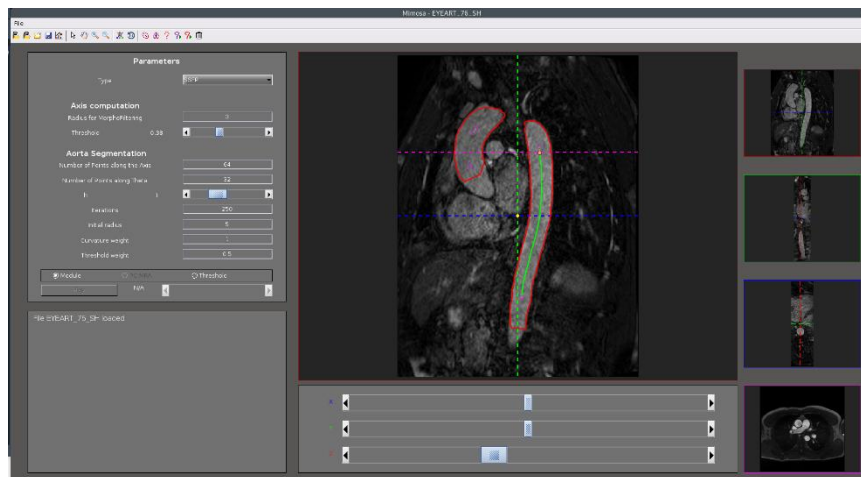 Mimosa - EYEART_76_SH
File
Parameters
Type
Axis computation
Radius for MorphoFiltering 3
Threshold 0.38
Aorta Segmentation
Number of Points along the Axis 64
Number of Points along Theta 32
h 1
Iterations 250
Initial radius 5
Curvature weight 1
Threshold weight 0.5
Module
Threshold
N/A
File EYEART_76_SH loaded